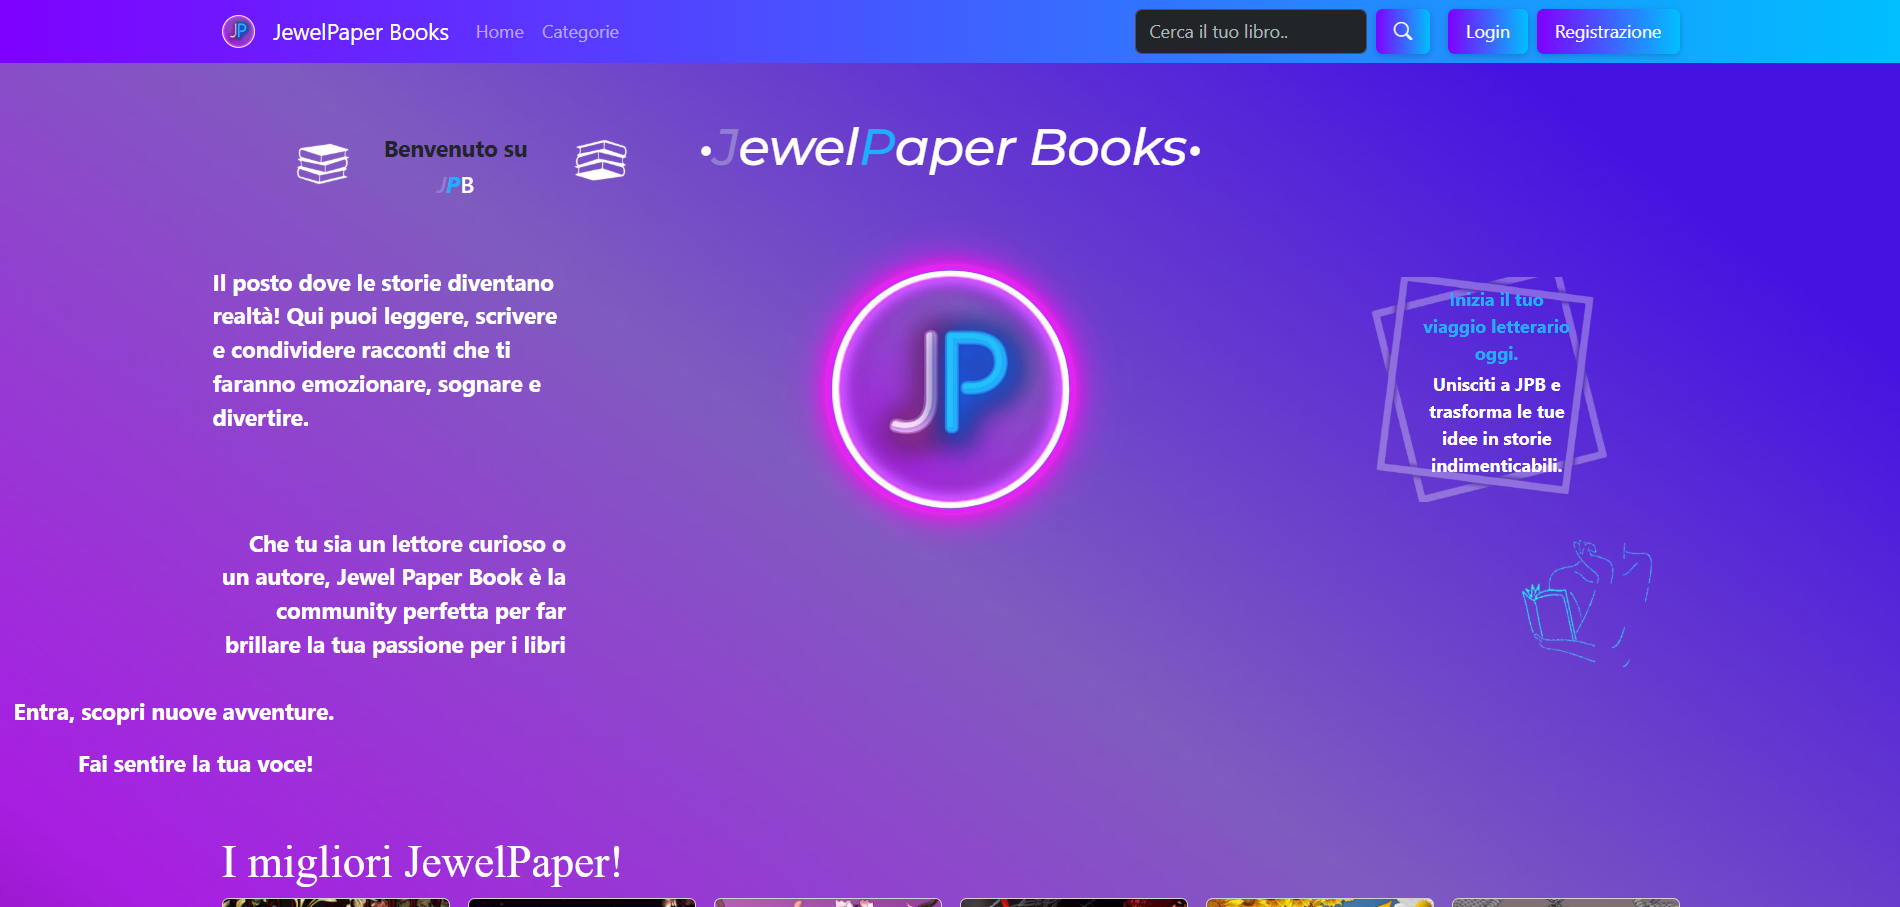 JP JewelPaper Books Home Categorie Cerca il tuo libro.. Login Registrazione
•JewelPaper Books•
Benvenuto su
JPB
Il posto dove le storie diventano
realtà! Qui puoi leggere, scrivere
e condividere racconti che ti
faranno emozionare, sognare e
divertire.
JP
Inizia il tuo
viaggio letterario
oggi.
Unisciti a JPB e
trasforma le tue
idee in storie
indimenticabili.
Che tu sia un lettore curioso o
un autore, Jewel Paper Book è la
community perfetta per far
brillare la tua passione per i libri
Entra, scopri nuove avventure.
Fai sentire la tua voce!
I migliori JewelPaper!